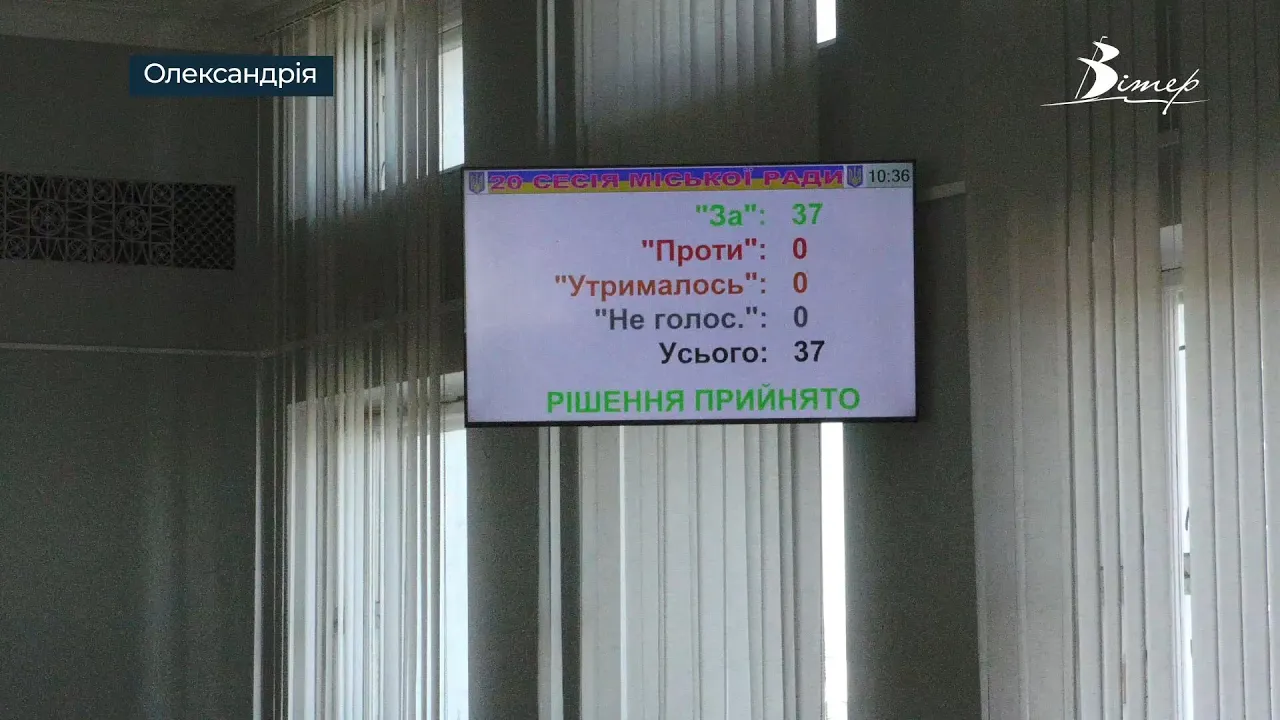 Олександрія
Вітер
20 СЕСІЯ МІСЬКОЇ РАДИ 10:36
"За": 37
"Проти": 0
"Утрималось": 0
"Не голос.": 0
Усього: 37
РІШЕННЯ ПРИЙНЯТО